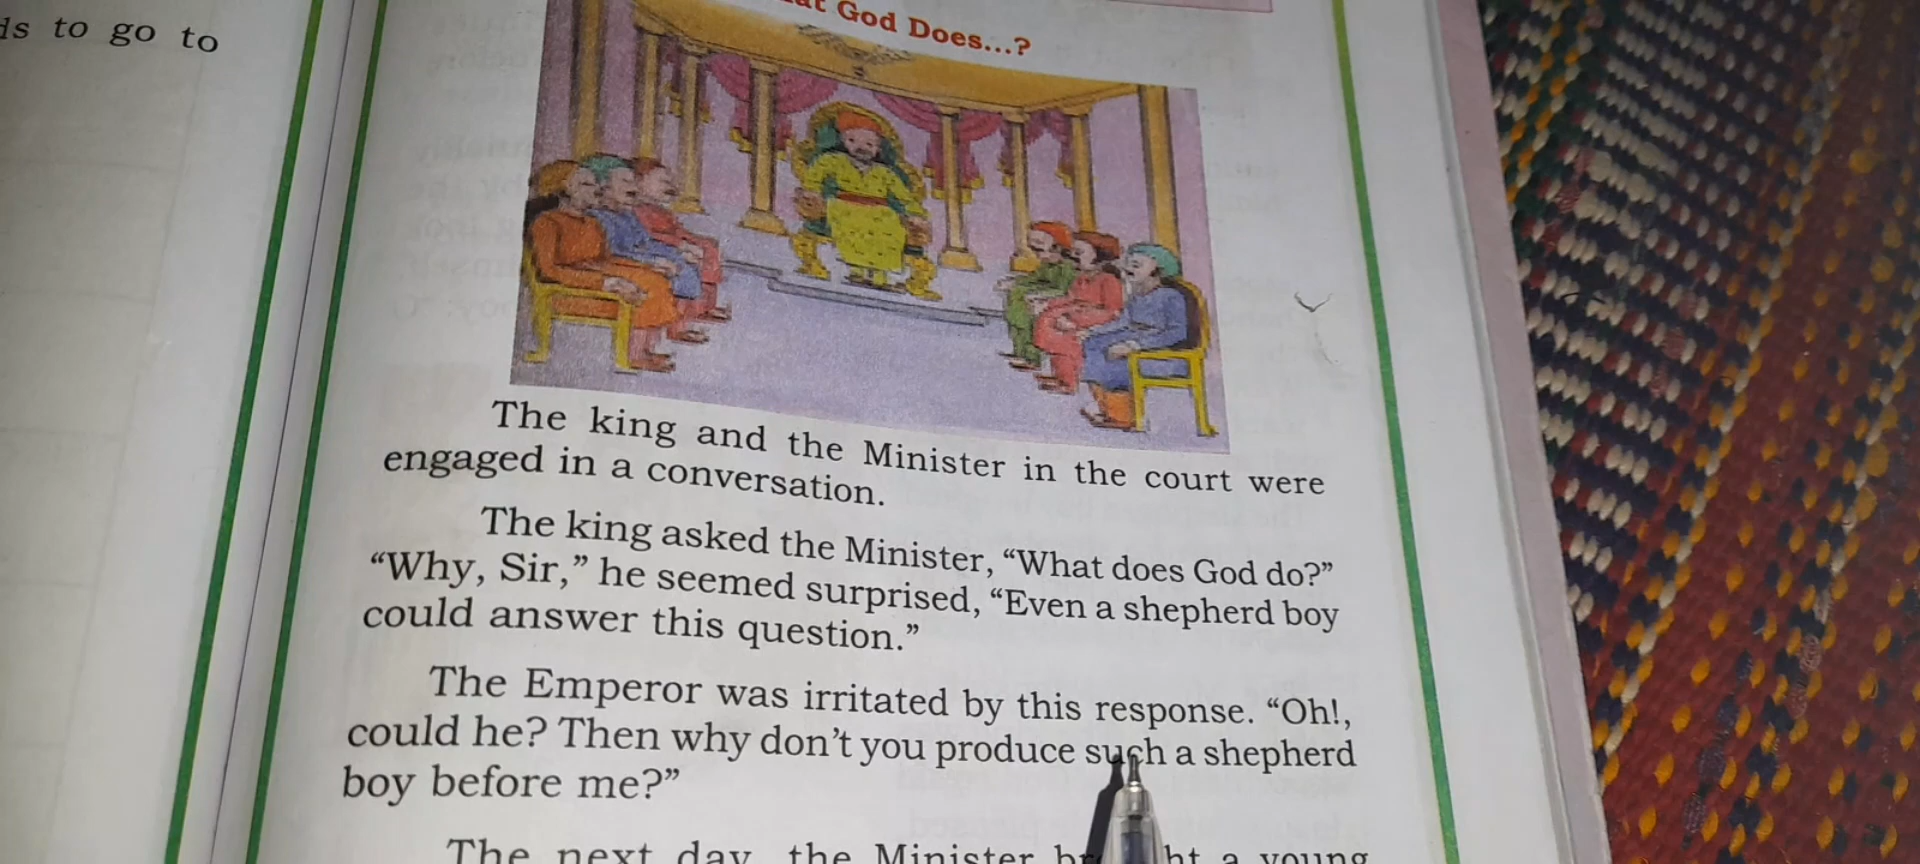 to go to
God Does...?
The king and the Minister in the court were
engaged in a conversation.
The king asked the Minister, “What does God do?”
“Why, Sir,” he seemed surprised, “Even a shepherd boy
could answer this question.”
The Emperor was irritated by this response. “Oh!,
could he? Then why don’t you produce such a shepherd
boy before me?”
The next day, the Minister a young